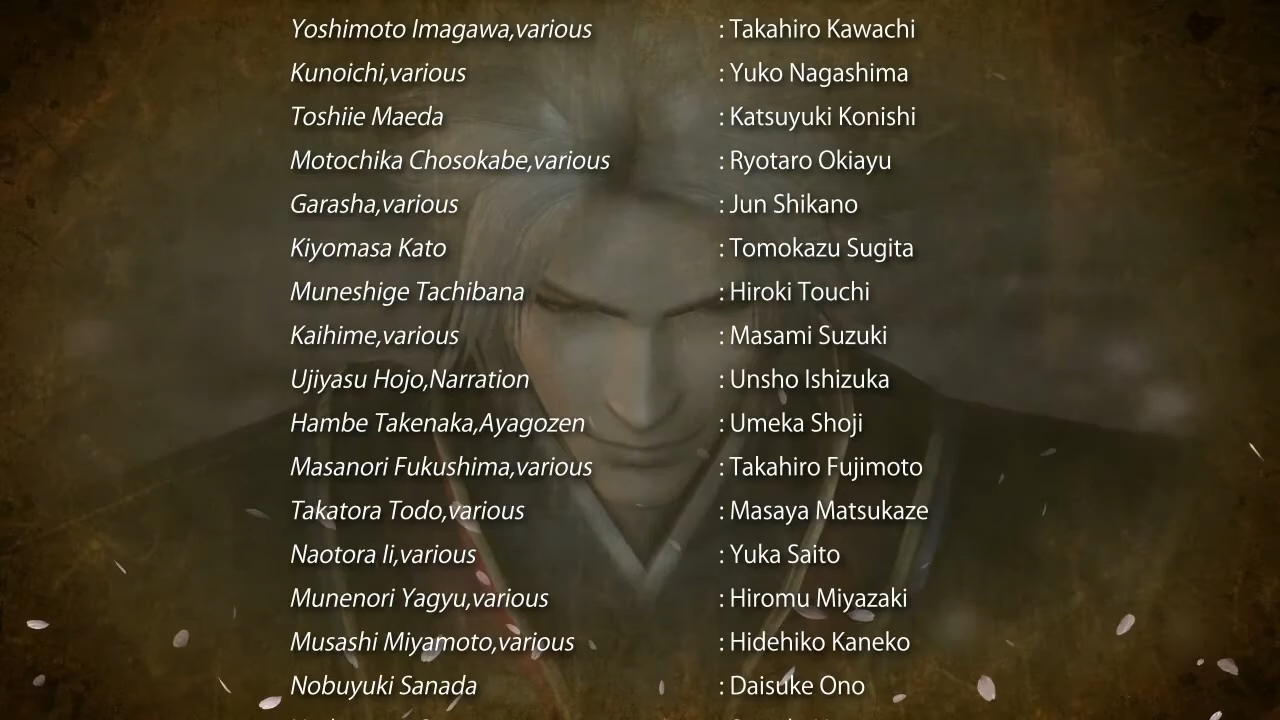 Yoshimoto Imagawa,various : Takahiro Kawachi
Kunoichi,various : Yuko Nagashima
Toshiie Maeda : Katsuyuki Konishi
Motochika Chosokabe,various : Ryotaro Okiayu
Garasha,various : Jun Shikano
Kiyomasa Kato : Tomokazu Sugita
Muneshige Tachibana : Hiroki Touchi
Kaihime,various : Masami Suzuki
Ujiyasu Hojo,Narration : Unsho Ishizuka
Hambe Takenaka,Ayagozen : Umeka Shoji
Masanori Fukushima,various : Takahiro Fujimoto
Takatora Todo,various : Masaya Matsukaze
Naotora Ii,various : Yuka Saito
Munenori Yagyu,various : Hiromu Miyazaki
Musashi Miyamoto,various : Hidehiko Kaneko
Nobuyuki Sanada : Daisuke Ono